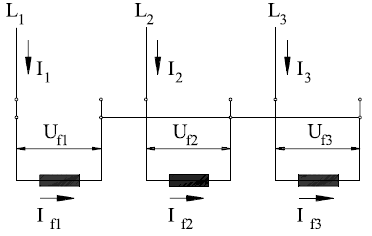 L1 L2 L3
I1 I2 I3
Uf1 Uf2 Uf3
If1 If2 If3